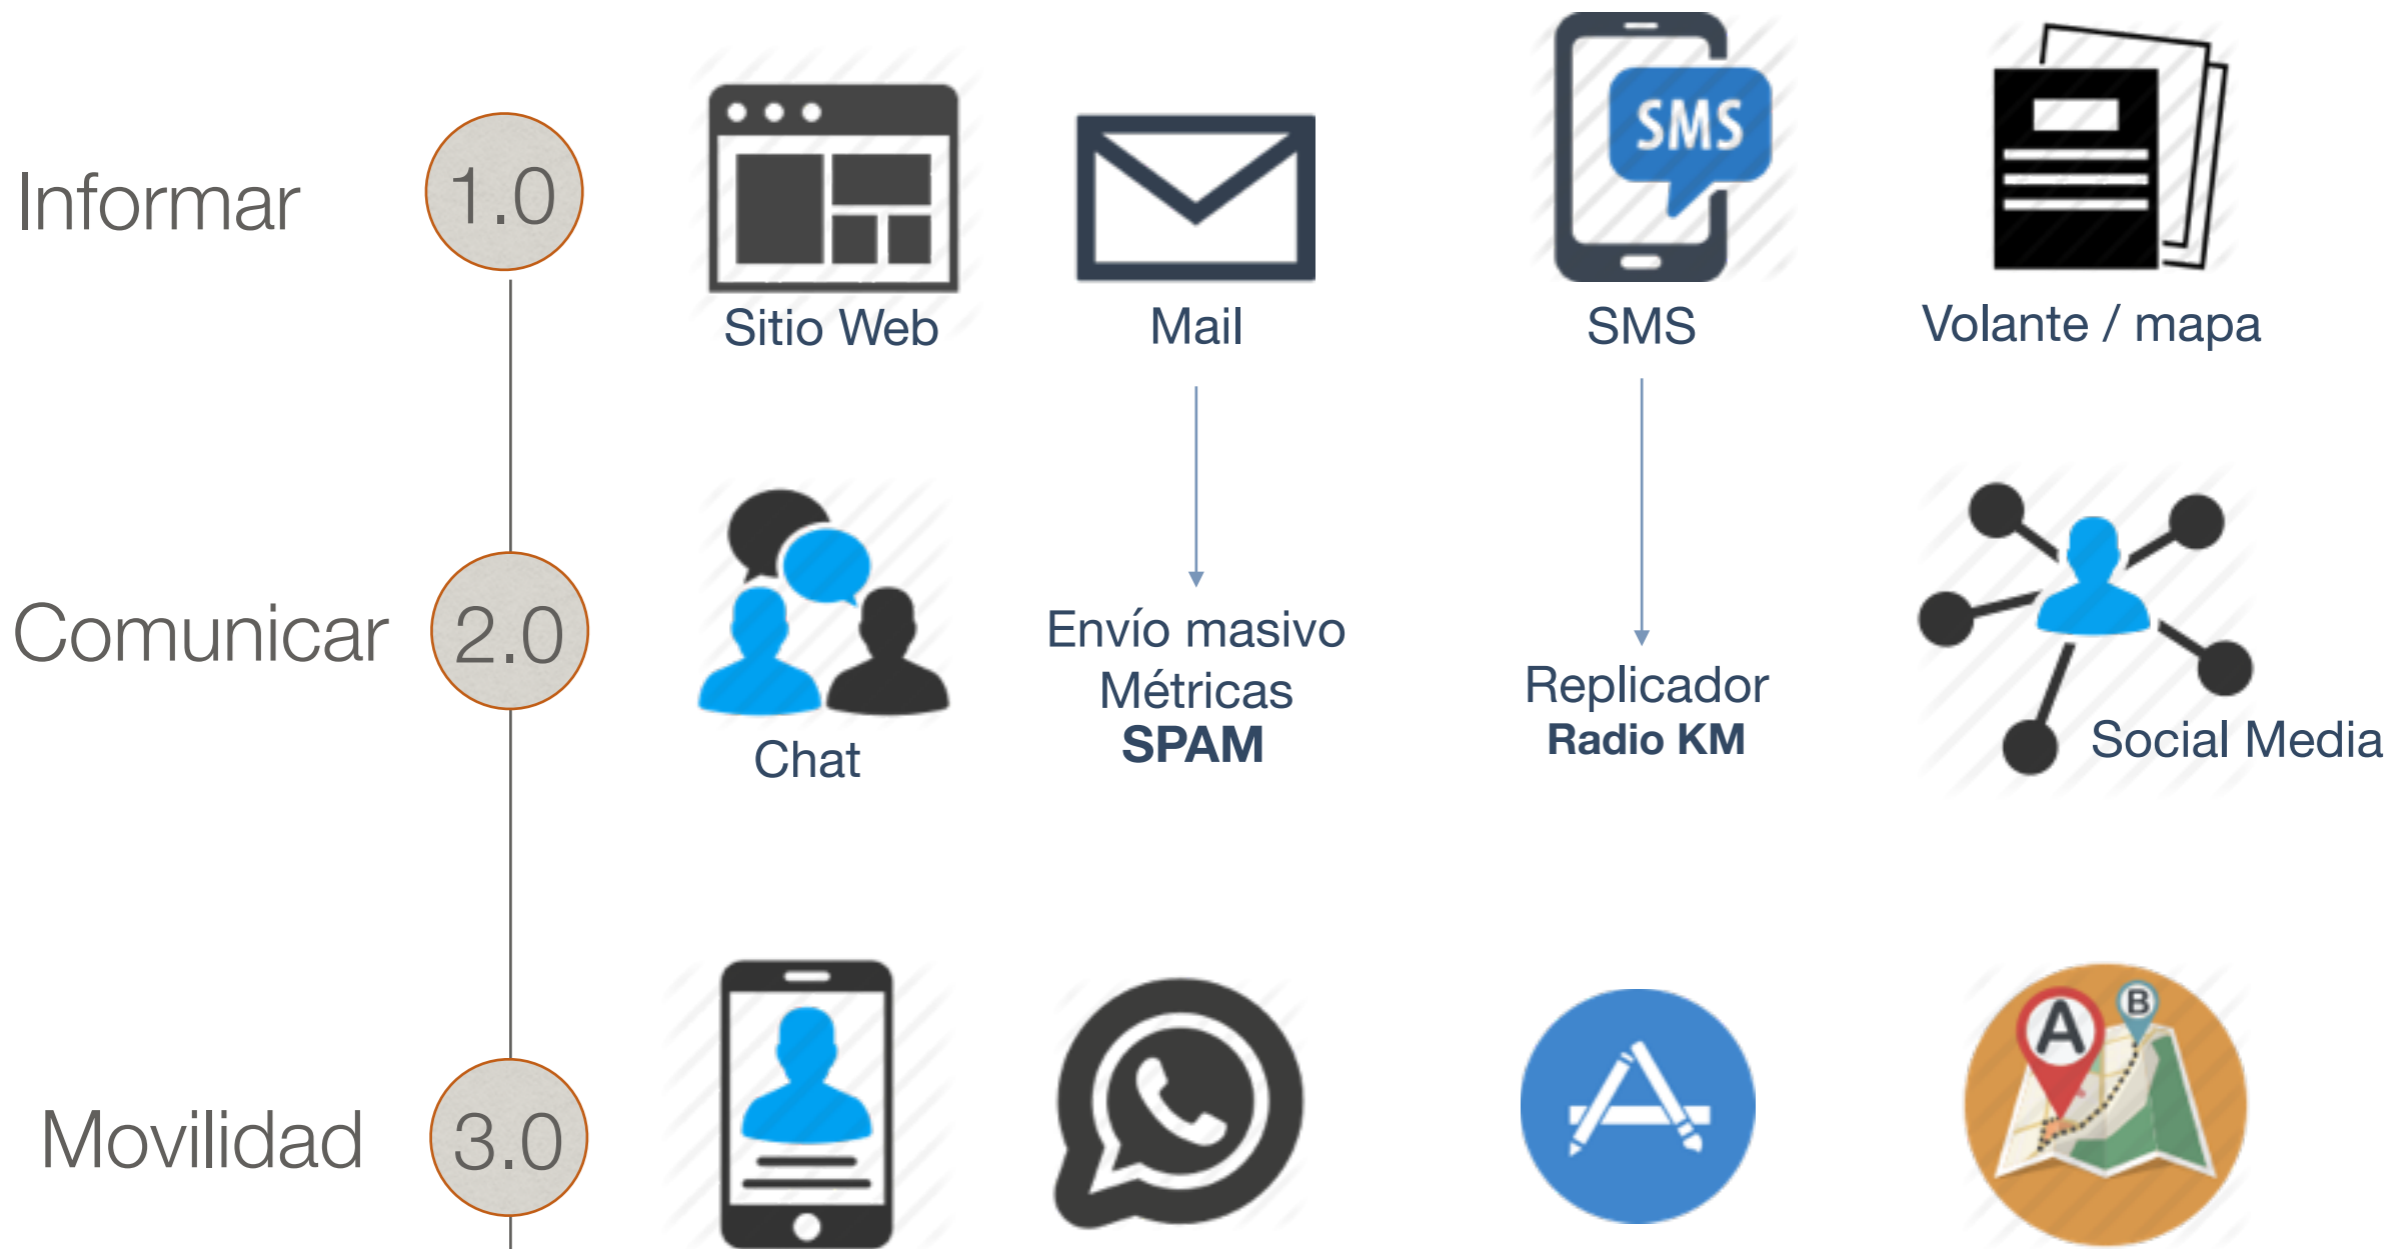 Informar
1.0
SMS
Sitio Web
Mail
SMS
Volante / mapa
Comunicar
2.0
Chat
Envío masivo
Métricas
SPAM
Replicador
Radio KM
Social Media
Movilidad
3.0
A
B